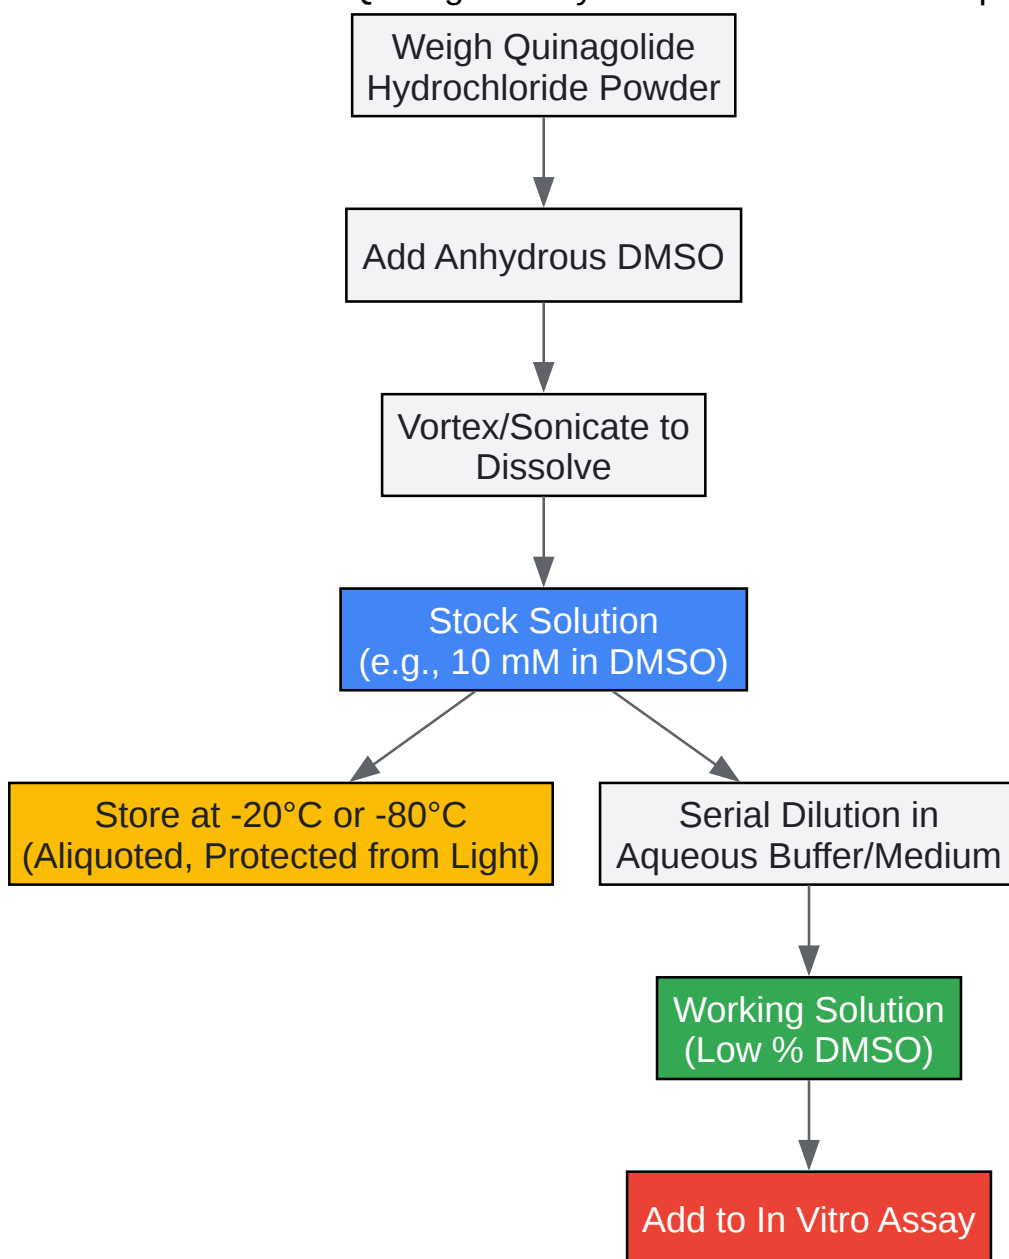 Weigh Quinagolide
Hydrochloride Powder
Add Anhydrous DMSO
Vortex/Sonicate to
Dissolve
Stock Solution
(e.g., 10 mM in DMSO)
Store at -20°C or -80°C
(Aliquoted, Protected from Light)
Serial Dilution in
Aqueous Buffer/Medium
Working Solution
(Low % DMSO)
Add to In Vitro Assay